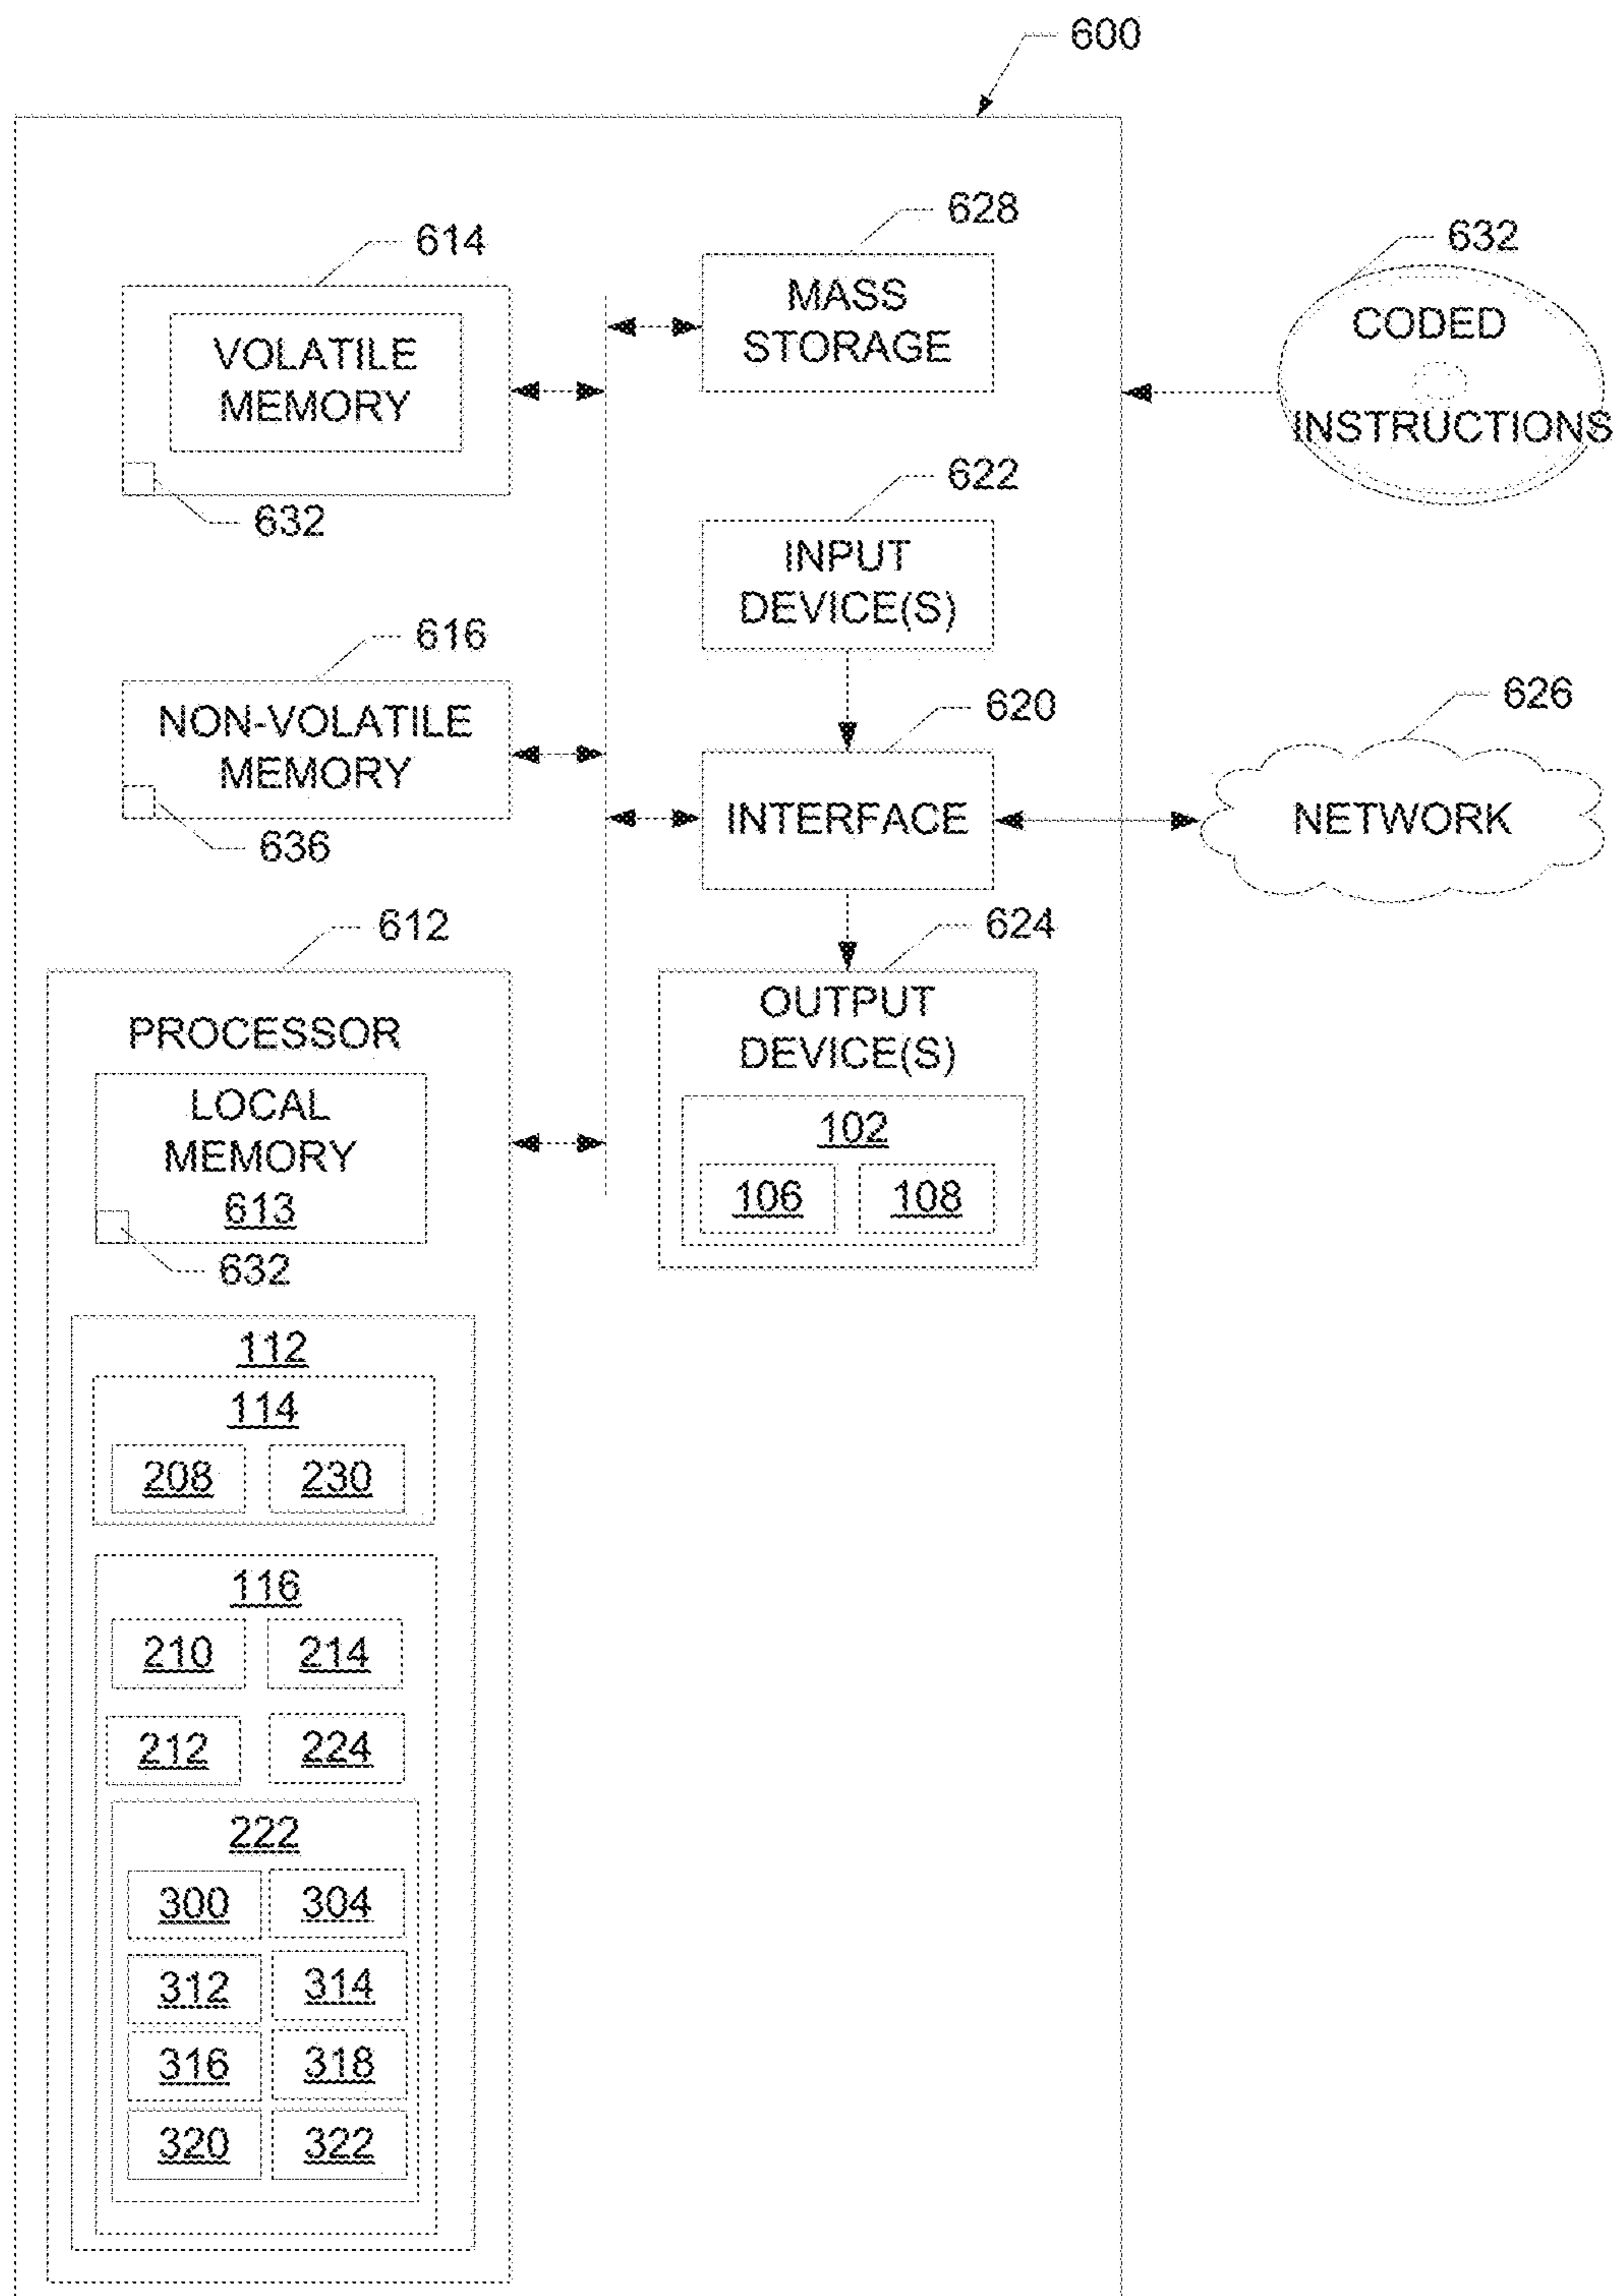 600
628
614
632
MASS
STORAGE
CODED
INSTRUCTIONS
VOLATILE
MEMORY
632
622
INPUT
DEVICE(S)
616
620
626
NON-VOLATILE
MEMORY
INTERFACE
NETWORK
636
612
624
PROCESSOR
OUTPUT
DEVICE(S)
LOCAL
MEMORY
613
102
106 108
632
112
114
208 230
116
210 214
212 224
222
300 304
312 314
316 318
320 322